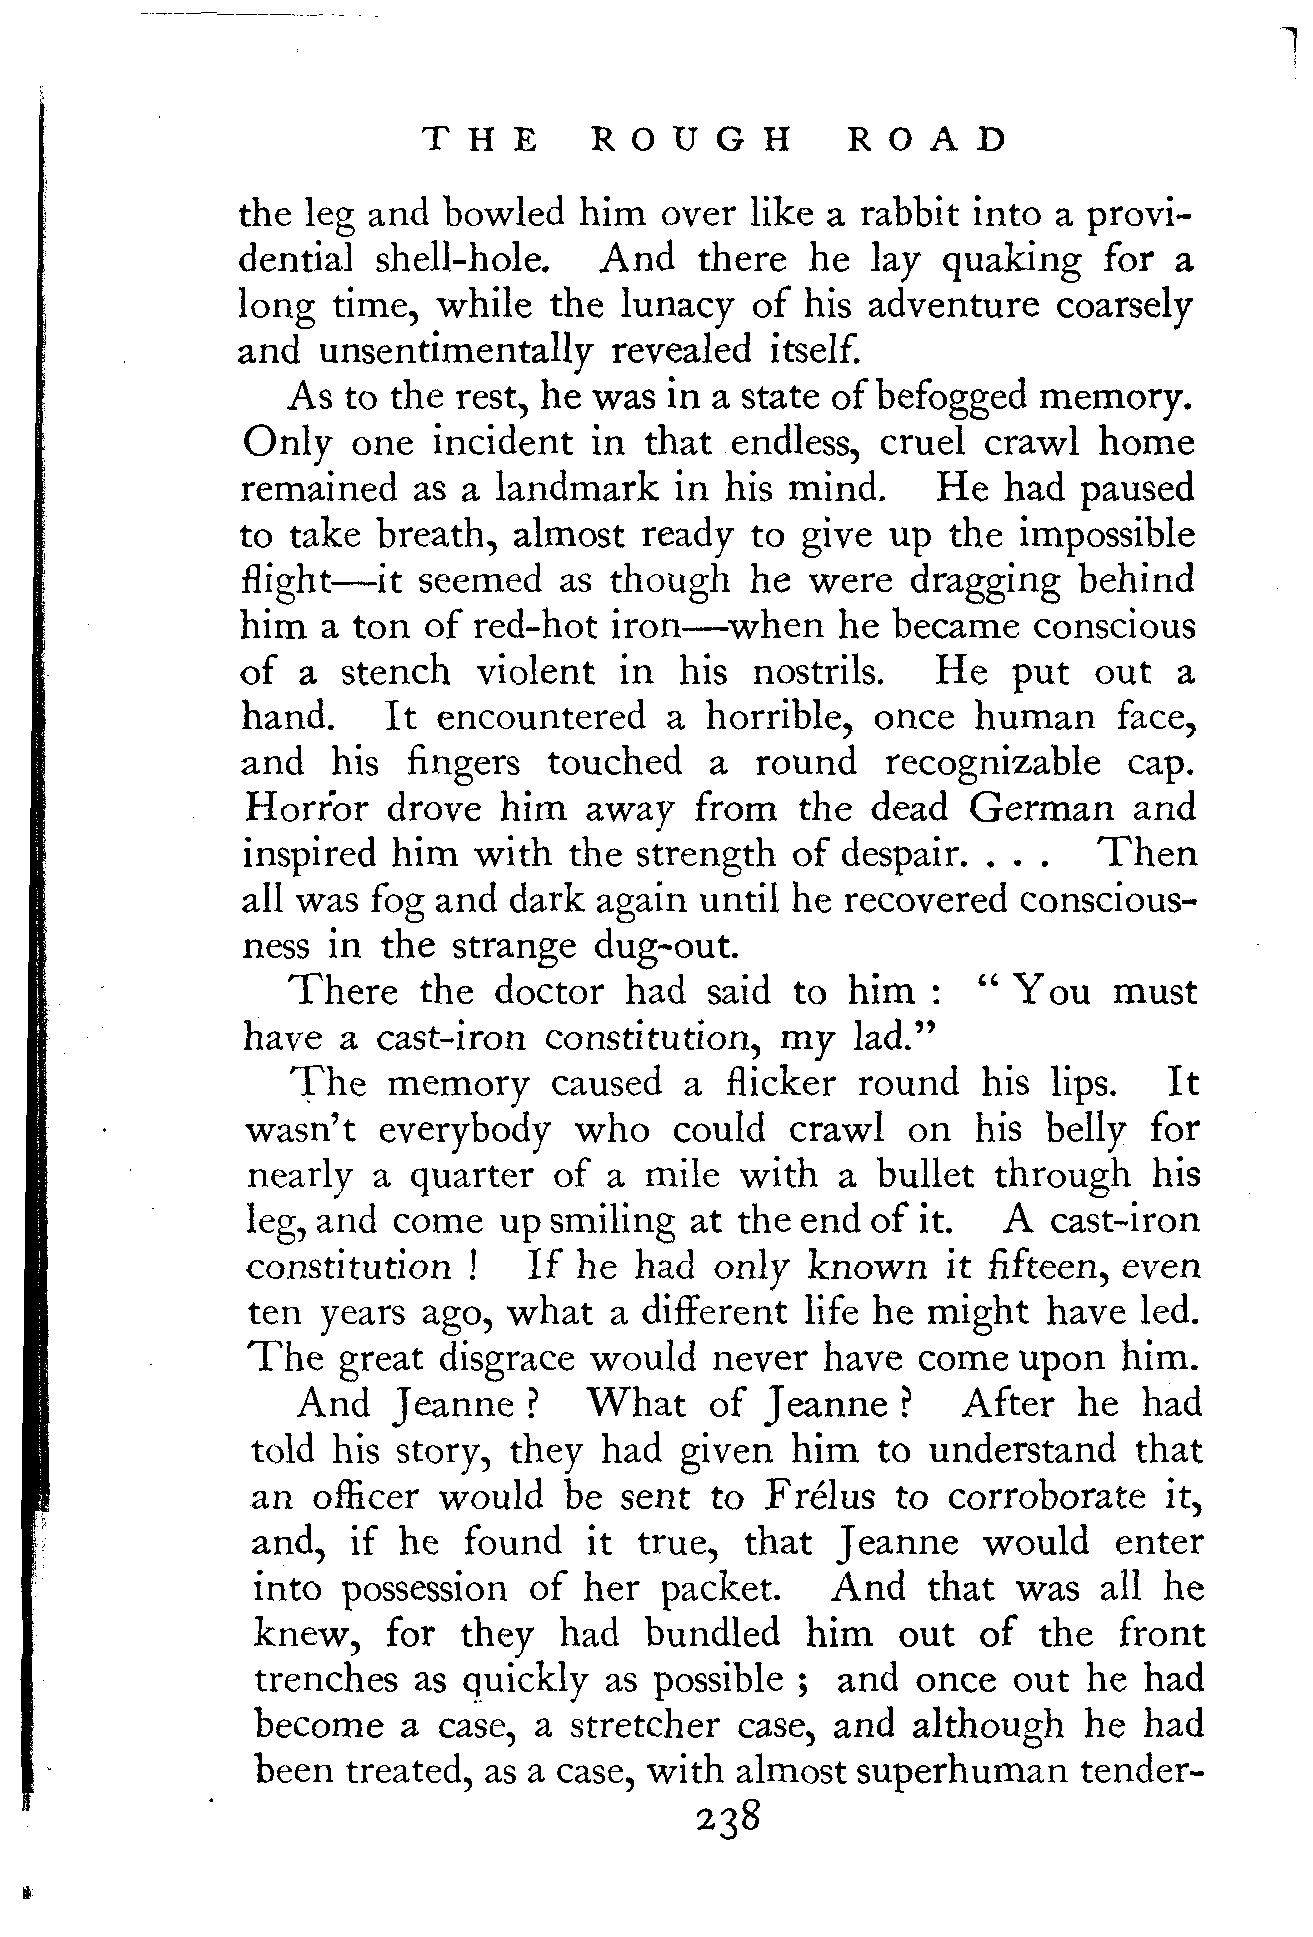 THE ROUGH ROAD
the leg and bowled him over like a rabbit into a provi-
dential shell-hole. And there he lay quaking for a
long time, while the lunacy of his adventure coarsely
and unsentimentally revealed itself.
As to the rest, he was in a state of befogged memory.
Only one incident in that endless, cruel crawl home
remained as a landmark in his mind. He had paused
to take breath, almost ready to give up the impossible
flight—it seemed as though he were dragging behind
him a ton of red-hot iron—when he became conscious
of a stench violent in his nostrils. He put out a
hand. It encountered a horrible, once human face,
and his fingers touched a round recognizable cap.
Horror drove him away from the dead German and
inspired him with the strength of despair. . . . Then
all was fog and dark again until he recovered conscious-
ness in the strange dug-out.
There the doctor had said to him : “ You must
have a cast-iron constitution, my lad.”
The memory caused a flicker round his lips. It
wasn’t everybody who could crawl on his belly for
nearly a quarter of a mile with a bullet through his
leg, and come up smiling at the end of it. A cast-iron
constitution ! If he had only known it fifteen, even
ten years ago, what a different life he might have led.
The great disgrace would never have come upon him.
And Jeanne ? What of Jeanne ? After he had
told his story, they had given him to understand that
an officer would be sent to Frélus to corroborate it,
and, if he found it true, that Jeanne would enter
into possession of her packet. And that was all he
knew, for they had bundled him out of the front
trenches as quickly as possible ; and once out he had
become a case, a stretcher case, and although he had
been treated, as a case, with almost superhuman tender-
238